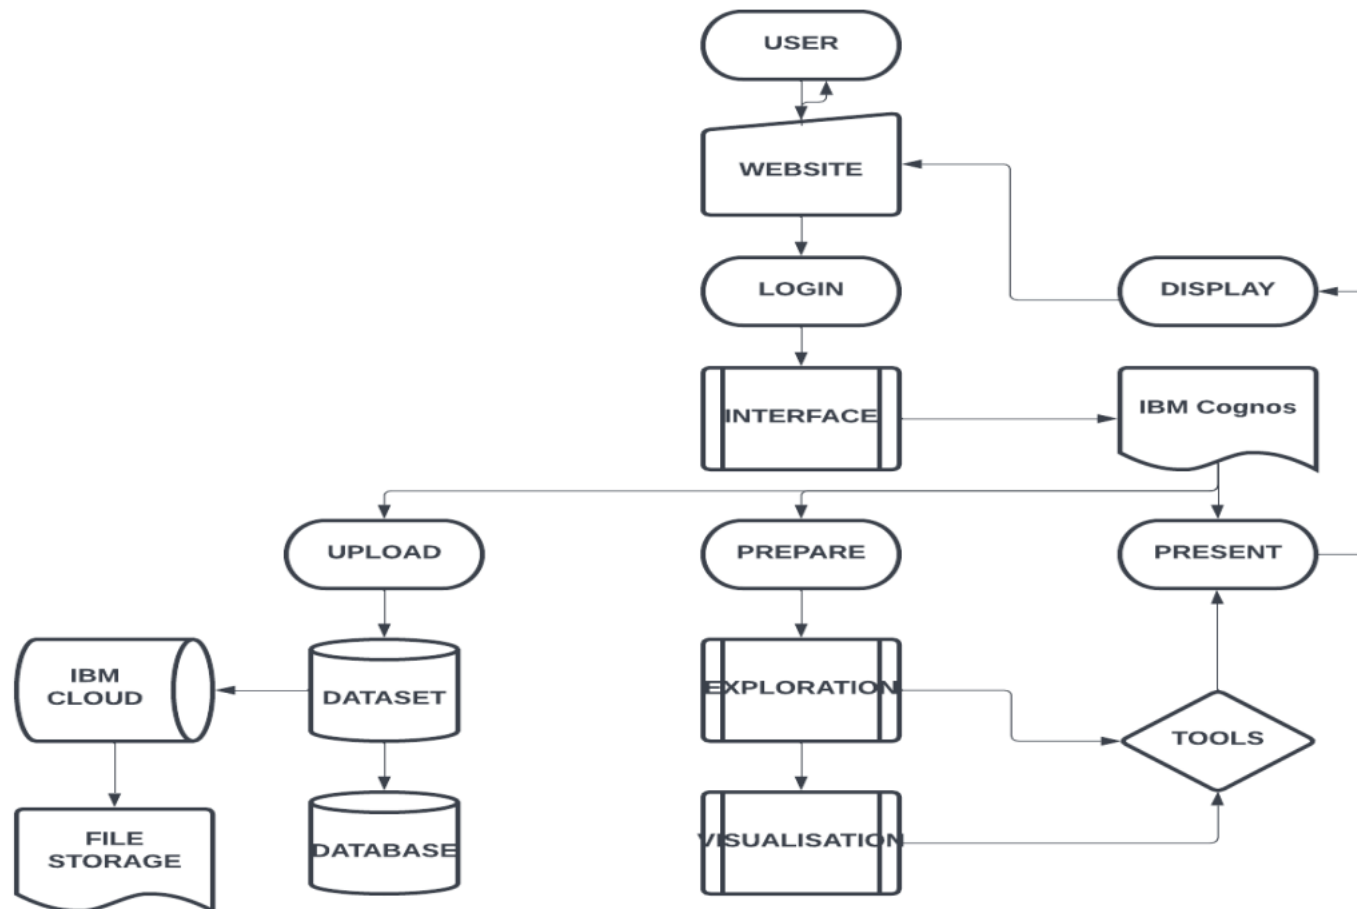 USER
WEBSITE
LOGIN
DISPLAY
INTERFACE
IBM Cognos
UPLOAD
PREPARE
PRESENT
IBM
CLOUD
DATASET
EXPLORATION
TOOLS
FILE
STORAGE
DATABASE
VISUALISATION